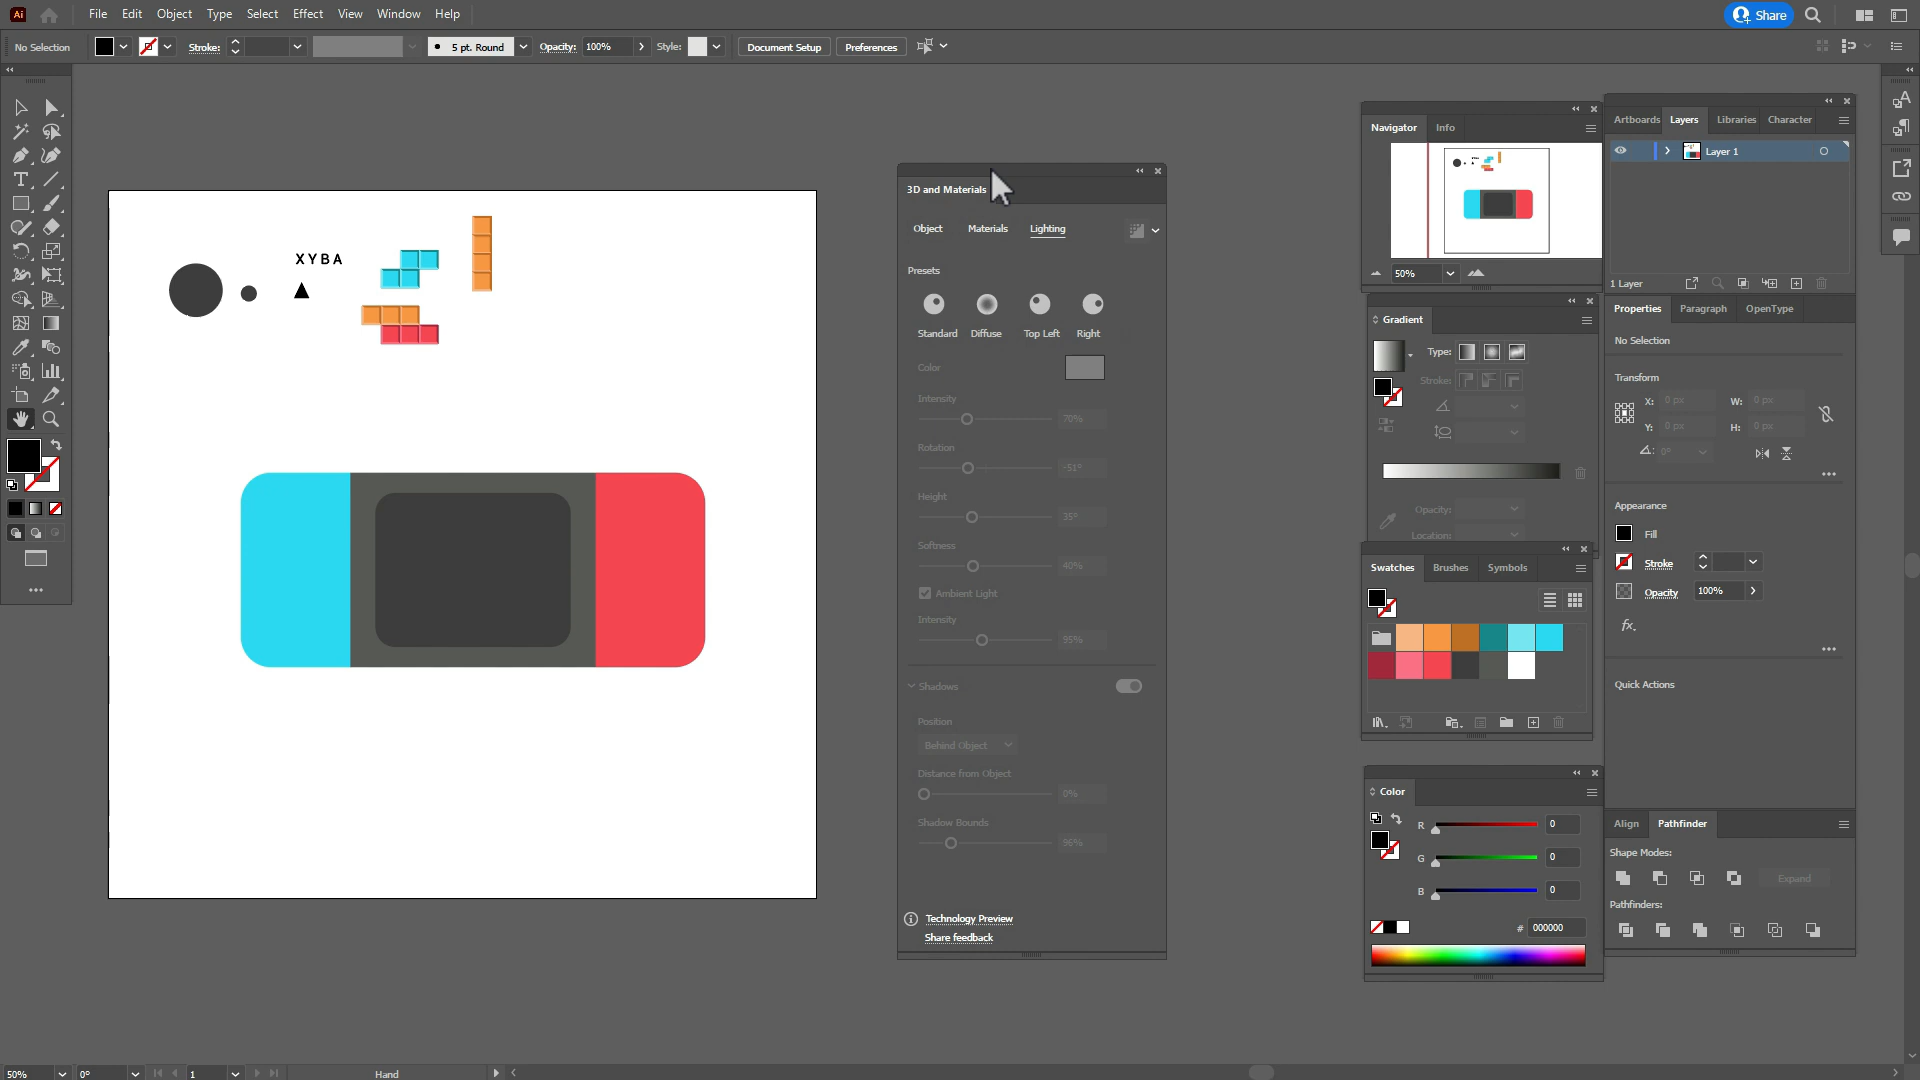 Ai File Edit Object Type Select Effect View Window Help Share
No Selection Stroke: 5 pt. Round Opacity: 100% Style: Document Setup Preferences
Navigator Info
50%
Artboards Layers Libraries Character
Layer 1
1 Layer
3D and Materials
Object Materials Lighting
Presets
Standard Diffuse Top Left Right
Color
Intensity
70%
Rotation
-51°
Height
35°
Softness
40%
Ambient Light
Intensity
95%
Shadows
Position
Behind Object
Distance from Object
0%
Shadow Bounds
96%
Technology Preview
Share feedback
XYBA
Gradient
Type:
Stroke:
Opacity:
Location:
Swatches Brushes Symbols
Color
R 0
G 0
B 0
# 000000
Properties Paragraph OpenType
No Selection
Transform
X: 0 px W: 0 px
Y: 0 px H: 0 px
0°
Appearance
Fill
Stroke
Opacity 100%
fx.
Quick Actions
Align Pathfinder
Shape Modes:
Expand
Pathfinders:
50% 0° 1 Hand